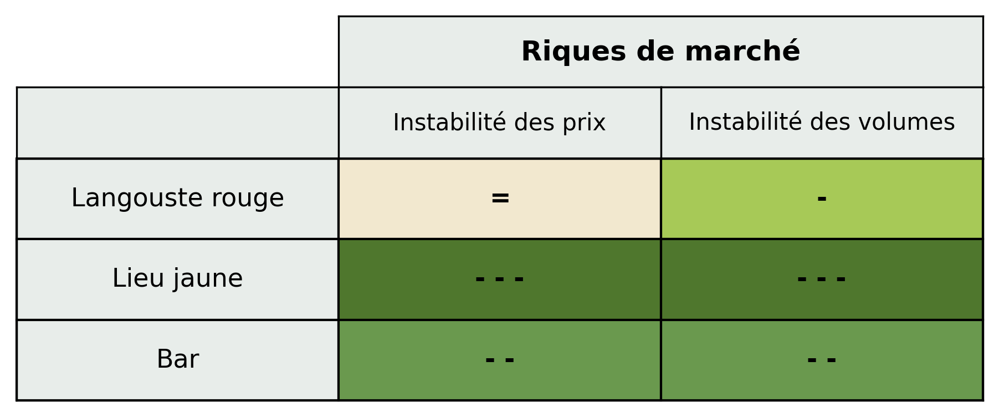 Riques de marché
Instabilité des prix Instabilité des volumes
Langouste rouge = -
Lieu jaune - - - - - -
Bar - - - -